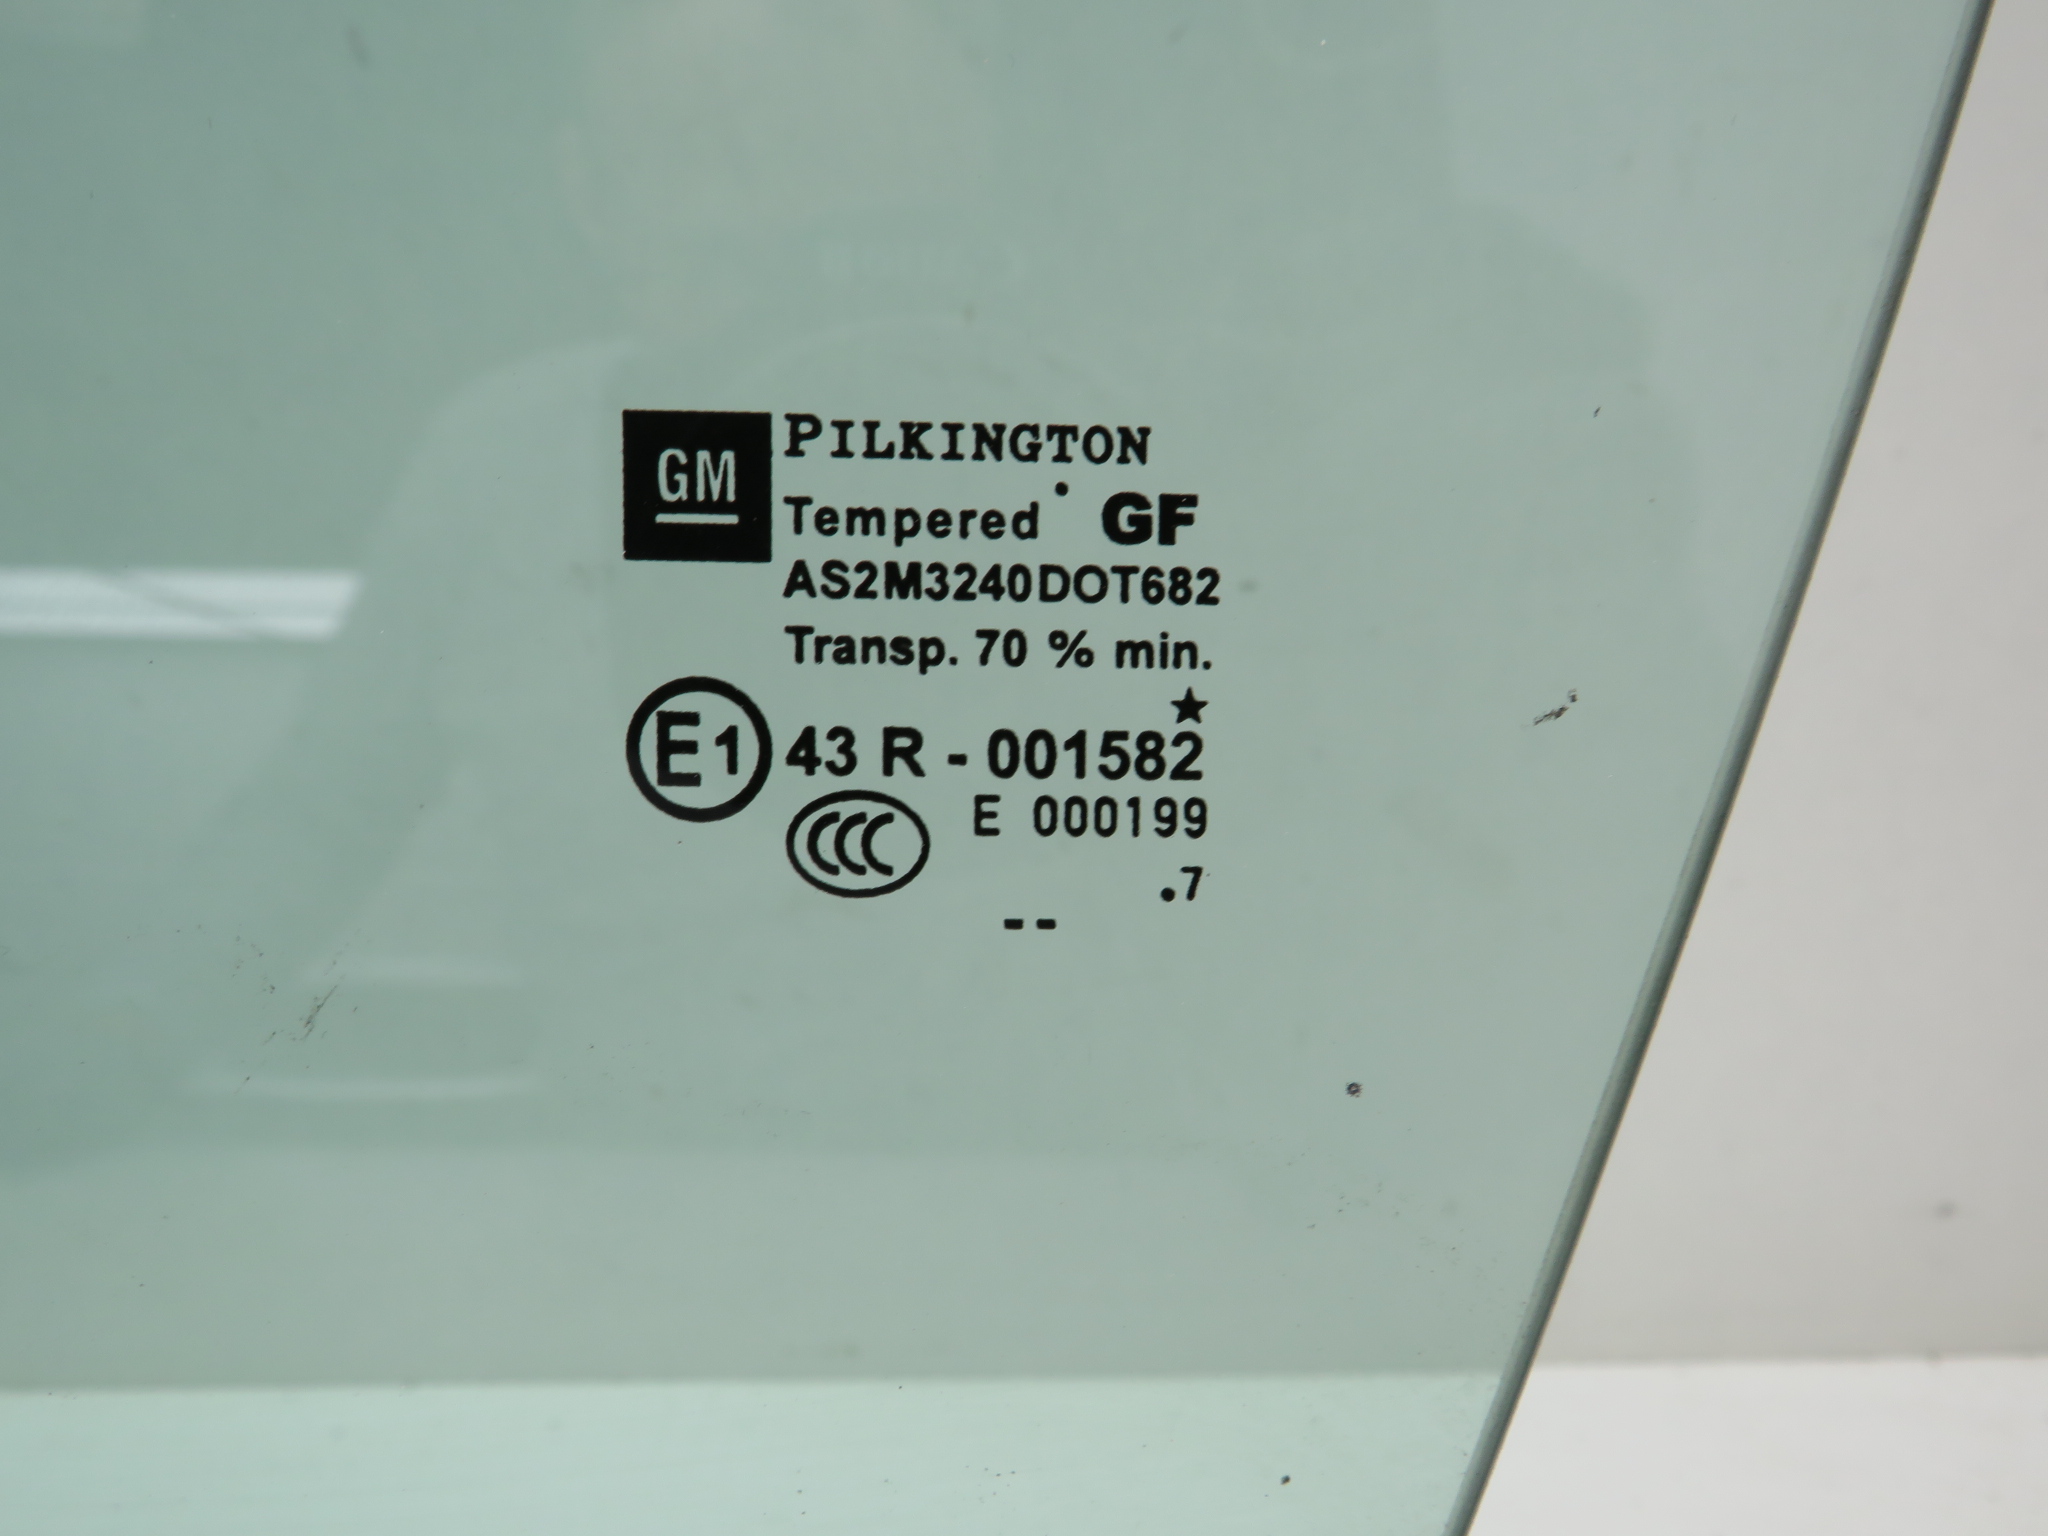 GM
PILKINGTON
Tempered GF
AS2M3240DOT682
Transp. 70 % min.
E1 43 R - 001582
CCC E 000199
.7
--